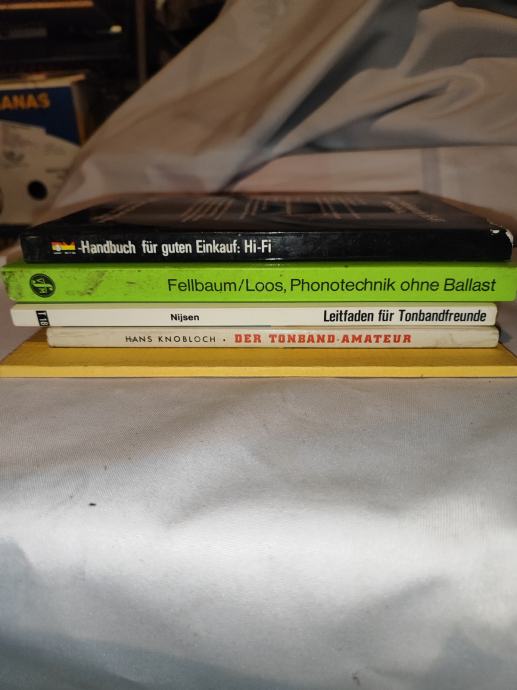 ANAS
-Handbuch für guten Einkauf: Hi-Fi
Fellbaum/Loos, Phonotechnik ohne Ballast
Nijsen Leitfaden für Tonbandfreunde
HANS KNOBLOCH · DER TONBAND-AMATEUR